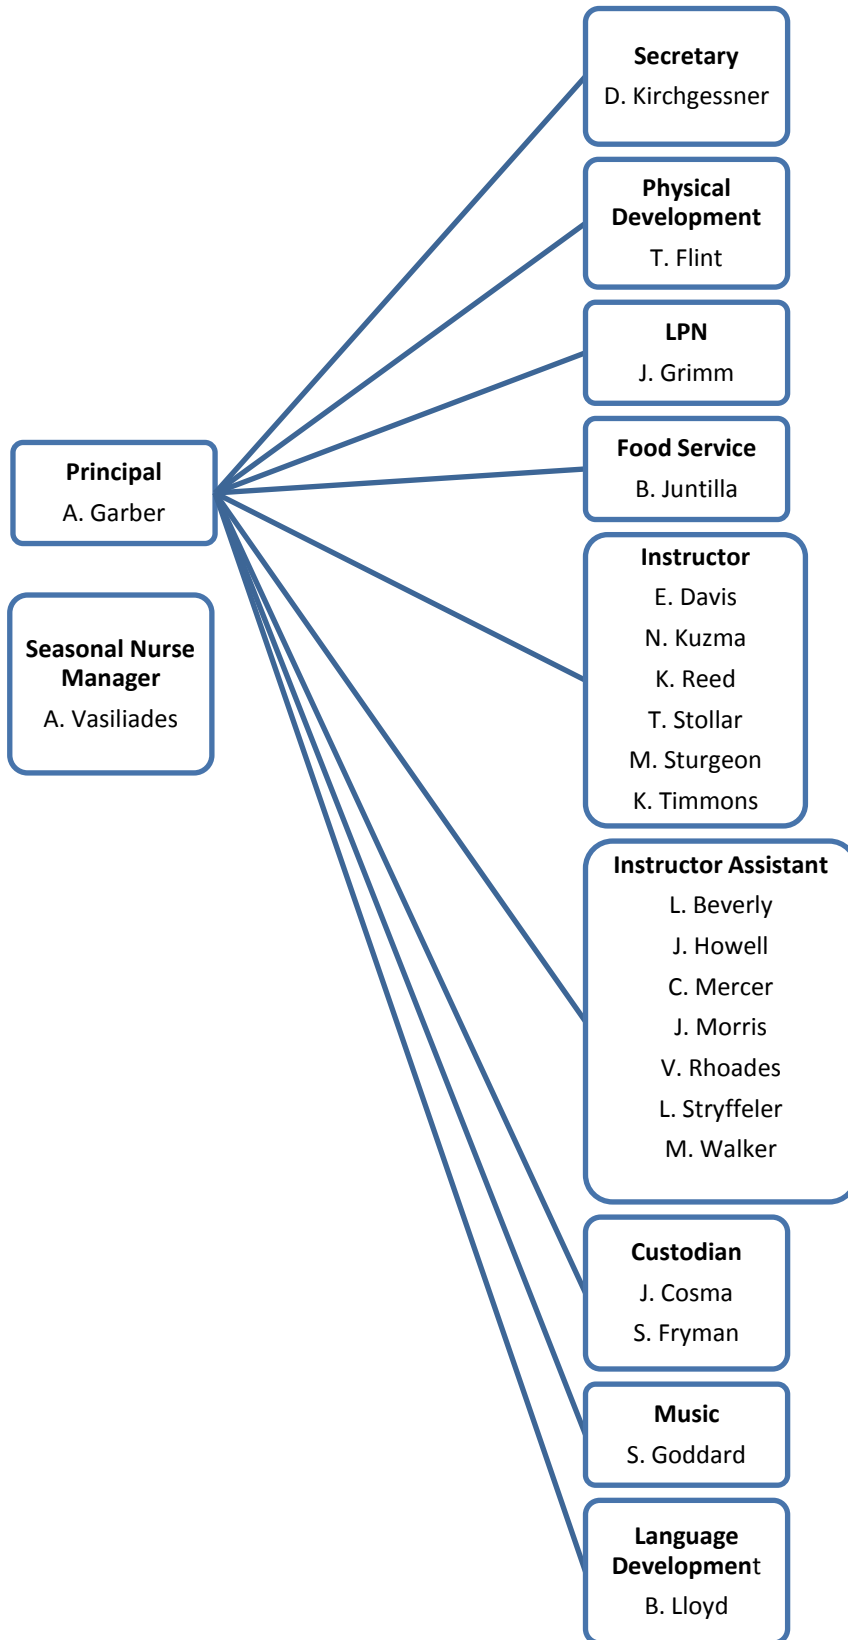 Secretary
D. Kirchgessner
Physical
Development
T. Flint
LPN
J. Grimm
Food Service
B. Juntilla
Principal
A. Garber
Instructor
E. Davis
N. Kuzma
K. Reed
T. Stollar
M. Sturgeon
K. Timmons
Seasonal Nurse
Manager
A. Vasiliades
Instructor Assistant
L. Beverly
J. Howell
C. Mercer
J. Morris
V. Rhoades
L. Stryffeler
M. Walker
Custodian
J. Cosma
S. Fryman
Music
S. Goddard
Language
Development
B. Lloyd